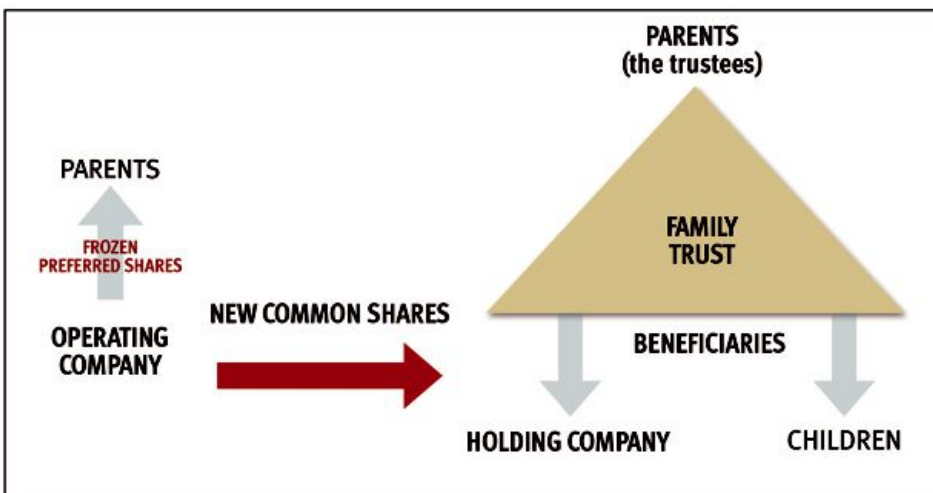 PARENTS
(the trustees)
PARENTS
FROZEN
PREFERRED SHARES
OPERATING
COMPANY
NEW COMMON SHARES
FAMILY
TRUST
BENEFICIARIES
HOLDING COMPANY
CHILDREN